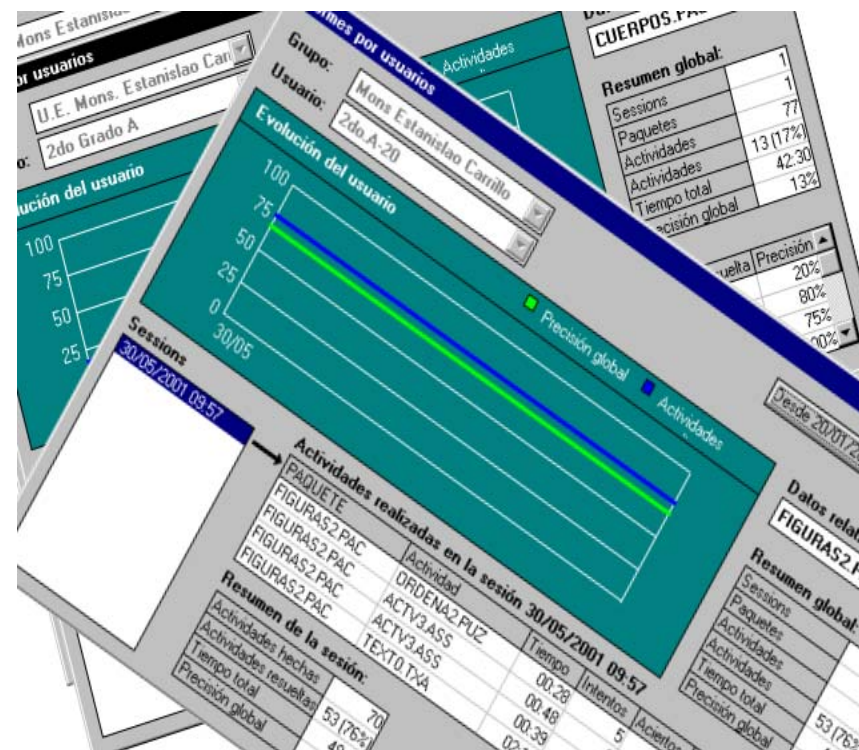 Mons Estanislao
por usuarios
U.E. Mons. Estanislao Carr
2do Grado A
lución del usuario
100
75
50
25
Actividades
CUERPOS.PA
Resumen global:
Sessions 1
Paquetes 1
Actividades 77
Actividades 13 (17%)
Tiempo total 42:30
ecisión global 13%
uelta Precisión
20%
80%
75%
00%
ormes por usuarios
Grupo: Mons Estanislao Carrillo
Usuario: 2do.A-20
Evolución del usuario
100
75
50
25
0
30/05
Precisión global Actividades
Sessions
30/05/2001 09:57
Desde 20/01/20
Actividades realizadas en la sesión 30/05/2001 09:57
PAQUETE Actividad Tiempo Intentos Acierto
FIGURAS2.PAC ORDENA2.PUZ 00:28 5
FIGURAS2.PAC ACTV3.ASS 00:48
FIGURAS2.PAC ACTV3.ASS 00:39
FIGURAS2.PAC TEXT0.TXA
Resumen de la sesión:
Actividades hechas 70
Actividades resueltas 53 (76%)
Tiempo total
Precisión global
Datos relat
FIGURAS2.P
Resumen global:
Sessions
Paquetes
Actividades
Actividades
Tiempo total 53 (76%
Precisión global